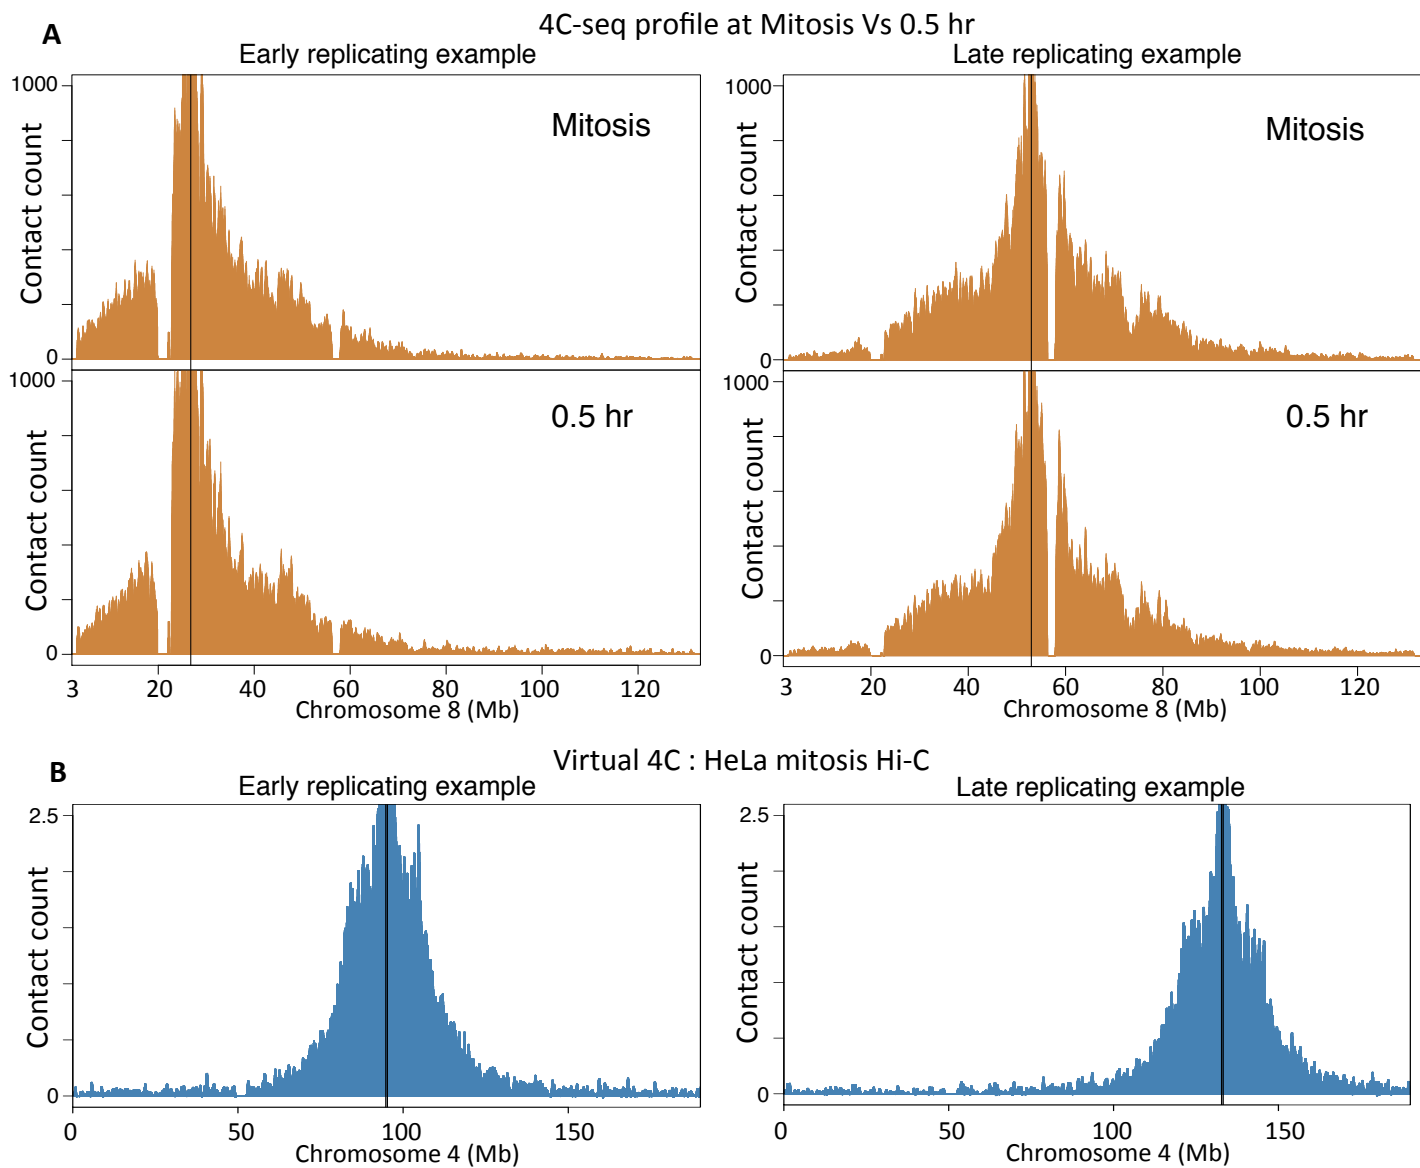 A
4C-seq profile at Mitosis Vs 0.5 hr
Early replicating example
Late replicating example
1000
Contact count
0
Mitosis
1000
Contact count
0
Mitosis
1000
Contact count
0
0.5 hr
1000
Contact count
0
0.5 hr
3 20 40 60 80 100 120
Chromosome 8 (Mb)
3 20 40 60 80 100 120
Chromosome 8 (Mb)
B
Virtual 4C : HeLa mitosis Hi-C
Early replicating example
Late replicating example
2.5
Contact count
0
2.5
Contact count
0
0 50 100 150
Chromosome 4 (Mb)
0 50 100 150
Chromosome 4 (Mb)